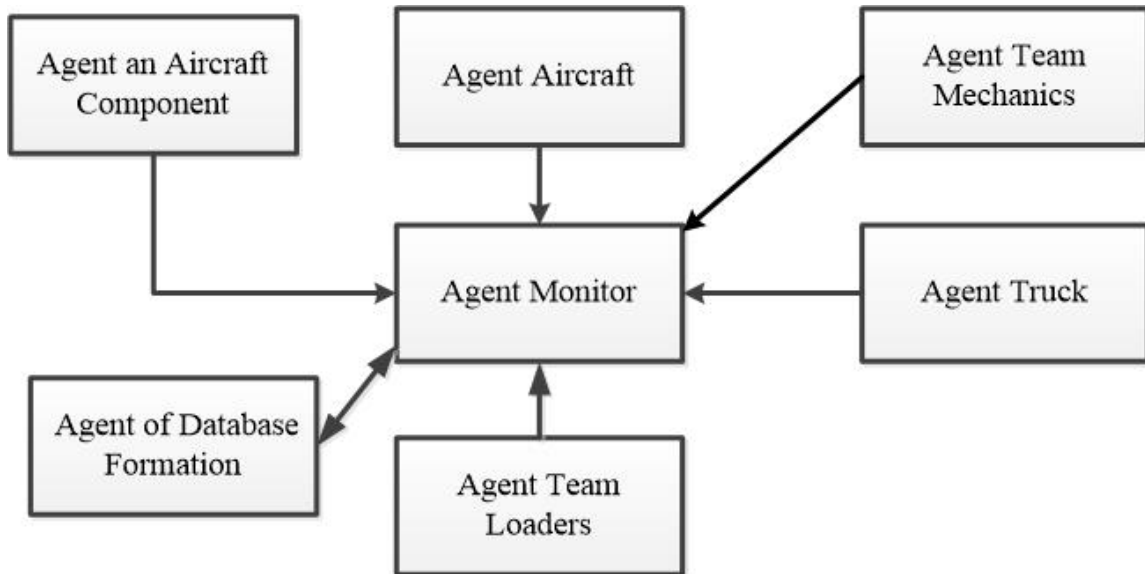 Agent an Aircraft
Component
Agent Aircraft
Agent Team
Mechanics
Agent Monitor
Agent Truck
Agent of Database
Formation
Agent Team
Loaders